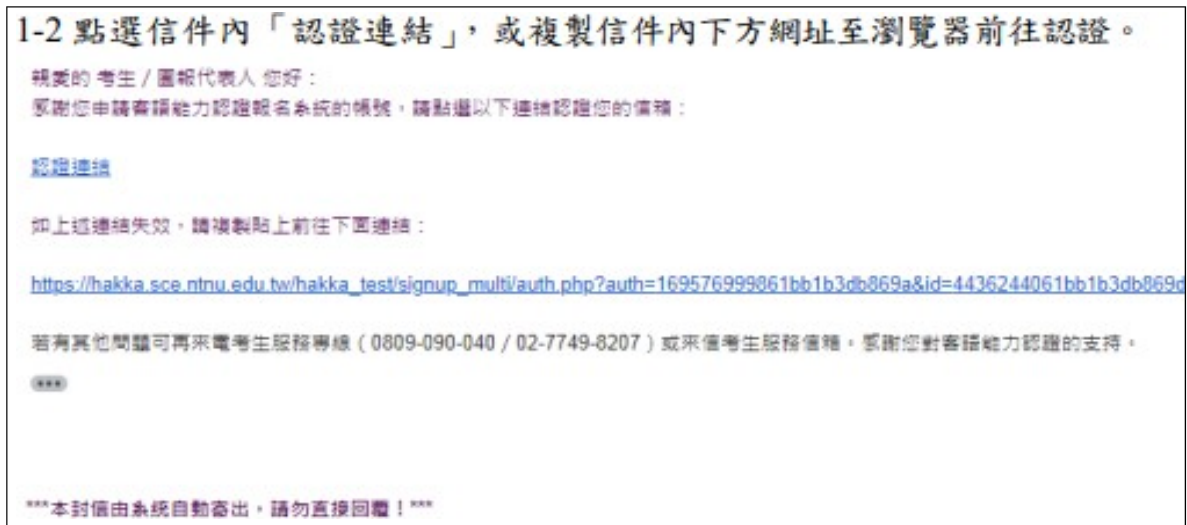 1-2 點選信件內「認證連結」，或複製信件內下方網址至瀏覽器前往認證。
親愛的 考生 / 團報代表人 您好：
感謝您申請客語能力認證報名系統的帳號，請點選以下連結認證您的信箱：
認證連結
如上述連結失效，請複製貼上前往下面連結：
https://hakka.sce.ntnu.edu.tw/hakka_test/signup_multi/auth.php?auth=169576999861bb1b3db869a&id=4436244061bb1b3db869d
若有其他問題可再來電考生服務專線（0809-090-040 / 02-7749-8207）或來信考生服務信箱。感謝您對客語能力認證的支持。
***本封信由系統自動寄出，請勿直接回覆！***